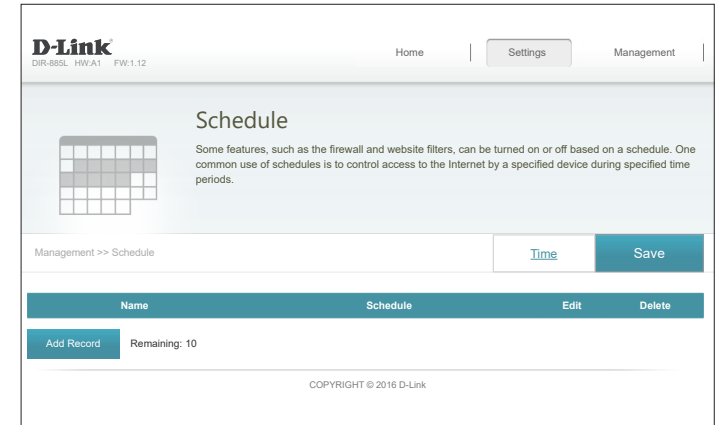 D-Link
DIR-885L HW:A1 FW:1.12
Home
Settings
Management
Schedule
Some features, such as the firewall and website filters, can be turned on or off based on a schedule. One
common use of schedules is to control access to the Internet by a specified device during specified time
periods.
Management >> Schedule
Time
Save
Name Schedule Edit Delete
Add Record
Remaining: 10
COPYRIGHT © 2016 D-Link